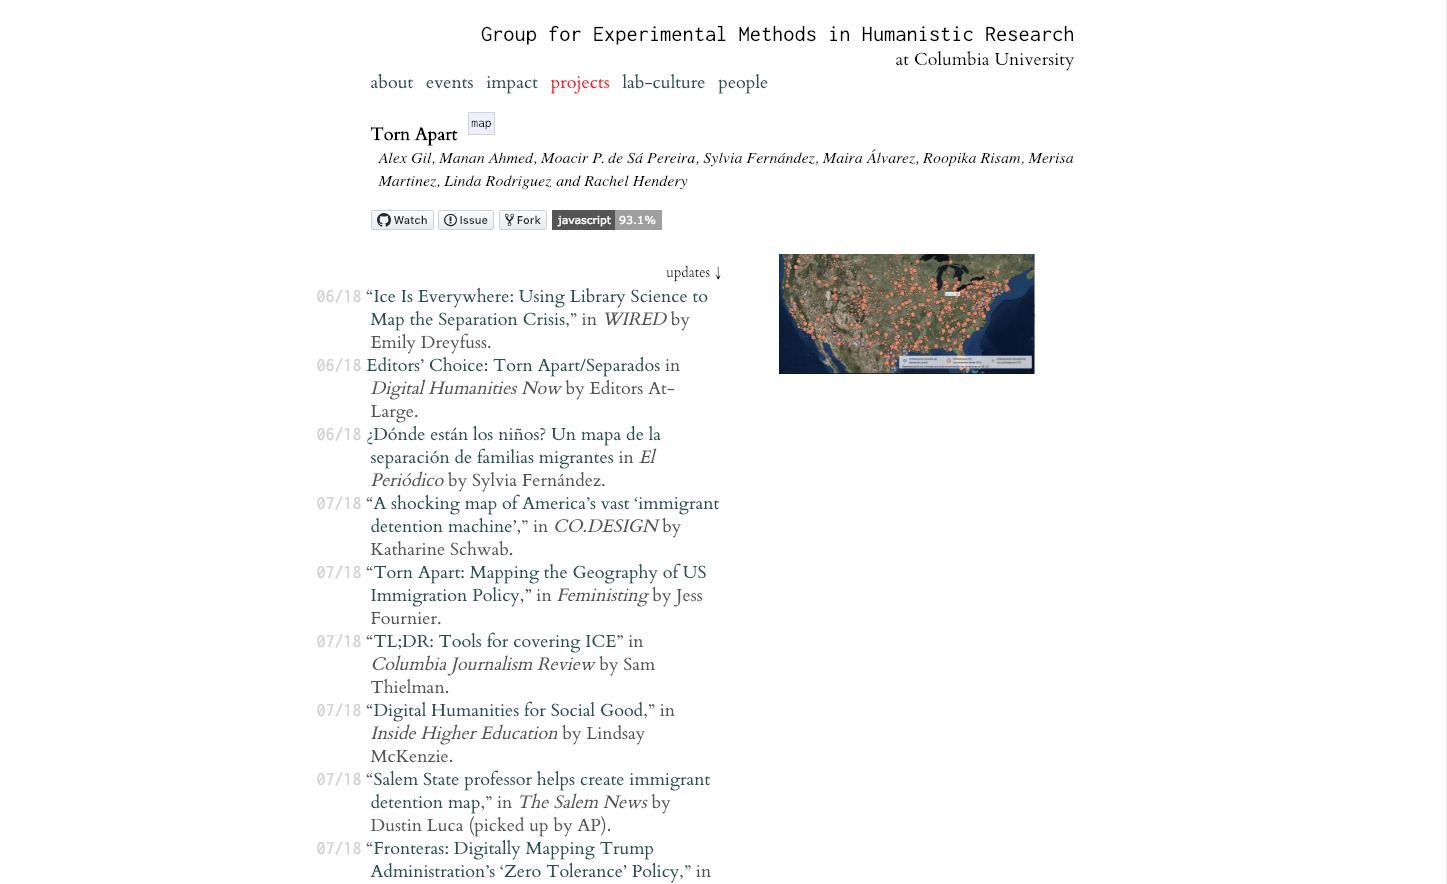 Group for Experimental Methods in Humanistic Research
at Columbia University
about events impact projects lab-culture people
Torn Apart map
Alex Gil, Manan Ahmed, Moacir P. de Sá Pereira, Sylvia Fernández, Maira Álvarez, Roopika Risam, Merisa
Martinez, Linda Rodriguez and Rachel Hendery
Watch Issue Fork javascript 93.1%
updates ↓
06/18 “Ice Is Everywhere: Using Library Science to
Map the Separation Crisis,” in WIRED by
Emily Dreyfuss.
06/18 Editors’ Choice: Torn Apart/Separados in
Digital Humanities Now by Editors At-
Large.
06/18 ¿Dónde están los niños? Un mapa de la
separación de familias migrantes in El
Periódico by Sylvia Fernández.
07/18 “A shocking map of America’s vast ‘immigrant
detention machine’,” in CO.DESIGN by
Katharine Schwab.
07/18 “Torn Apart: Mapping the Geography of US
Immigration Policy,” in Feministing by Jess
Fournier.
07/18 “TL;DR: Tools for covering ICE” in
Columbia Journalism Review by Sam
Thielman.
07/18 “Digital Humanities for Social Good,” in
Inside Higher Education by Lindsay
McKenzie.
07/18 “Salem State professor helps create immigrant
detention map,” in The Salem News by
Dustin Luca (picked up by AP).
07/18 “Fronteras: Digitally Mapping Trump
Administration’s ‘Zero Tolerance’ Policy,” in